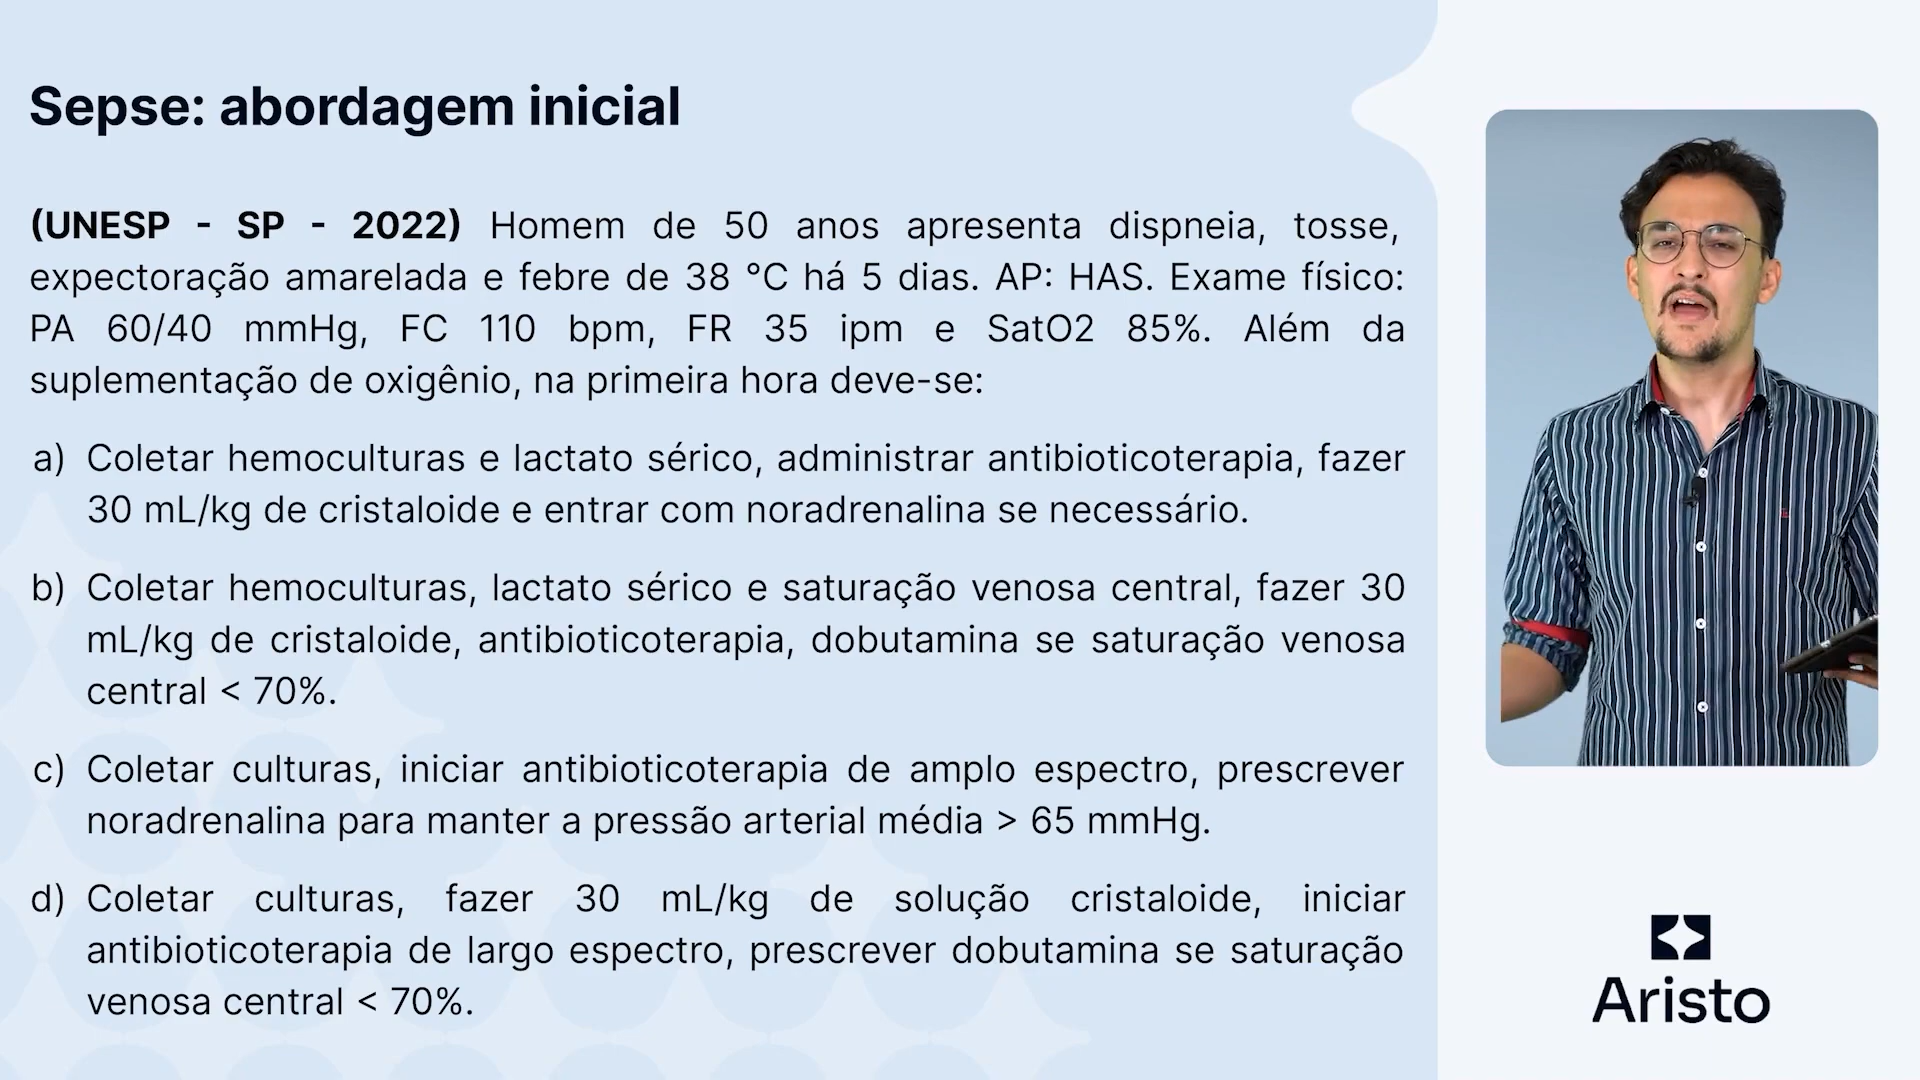 Sepse: abordagem inicial
(UNESP - SP - 2022) Homem de 50 anos apresenta dispneia, tosse,
expectoração amarelada e febre de 38 °C há 5 dias. AP: HAS. Exame físico:
PA 60/40 mmHg, FC 110 bpm, FR 35 ipm e SatO2 85%. Além da
suplementação de oxigênio, na primeira hora deve-se:
a) Coletar hemoculturas e lactato sérico, administrar antibioticoterapia, fazer
30 mL/kg de cristaloide e entrar com noradrenalina se necessário.
b) Coletar hemoculturas, lactato sérico e saturação venosa central, fazer 30
mL/kg de cristaloide, antibioticoterapia, dobutamina se saturação venosa
central < 70%.
c) Coletar culturas, iniciar antibioticoterapia de amplo espectro, prescrever
noradrenalina para manter a pressão arterial média > 65 mmHg.
d) Coletar culturas, fazer 30 mL/kg de solução cristaloide, iniciar
antibioticoterapia de largo espectro, prescrever dobutamina se saturação
venosa central < 70%.
Aristo